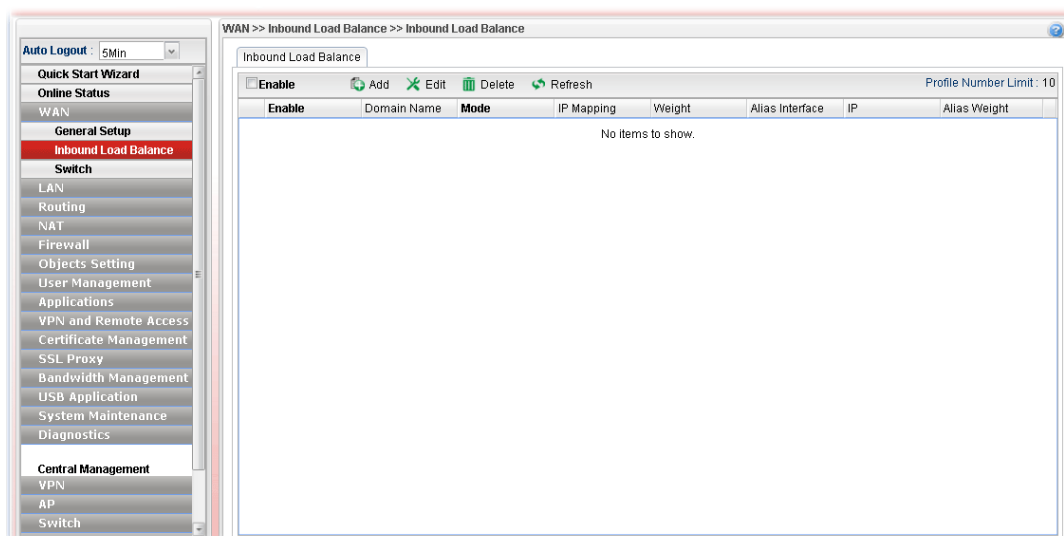 WAN >> Inbound Load Balance >> Inbound Load Balance
Auto Logout : 5Min
Quick Start Wizard
Online Status
WAN
General Setup
Inbound Load Balance
Switch
LAN
Routing
NAT
Firewall
Objects Setting
User Management
Applications
VPN and Remote Access
Certificate Management
SSL Proxy
Bandwidth Management
USB Application
System Maintenance
Diagnostics
Central Management
VPN
AP
Switch
Inbound Load Balance
Enable Add Edit Delete Refresh Profile Number Limit : 10
Enable Domain Name Mode IP Mapping Weight Alias Interface IP Alias Weight
No items to show.